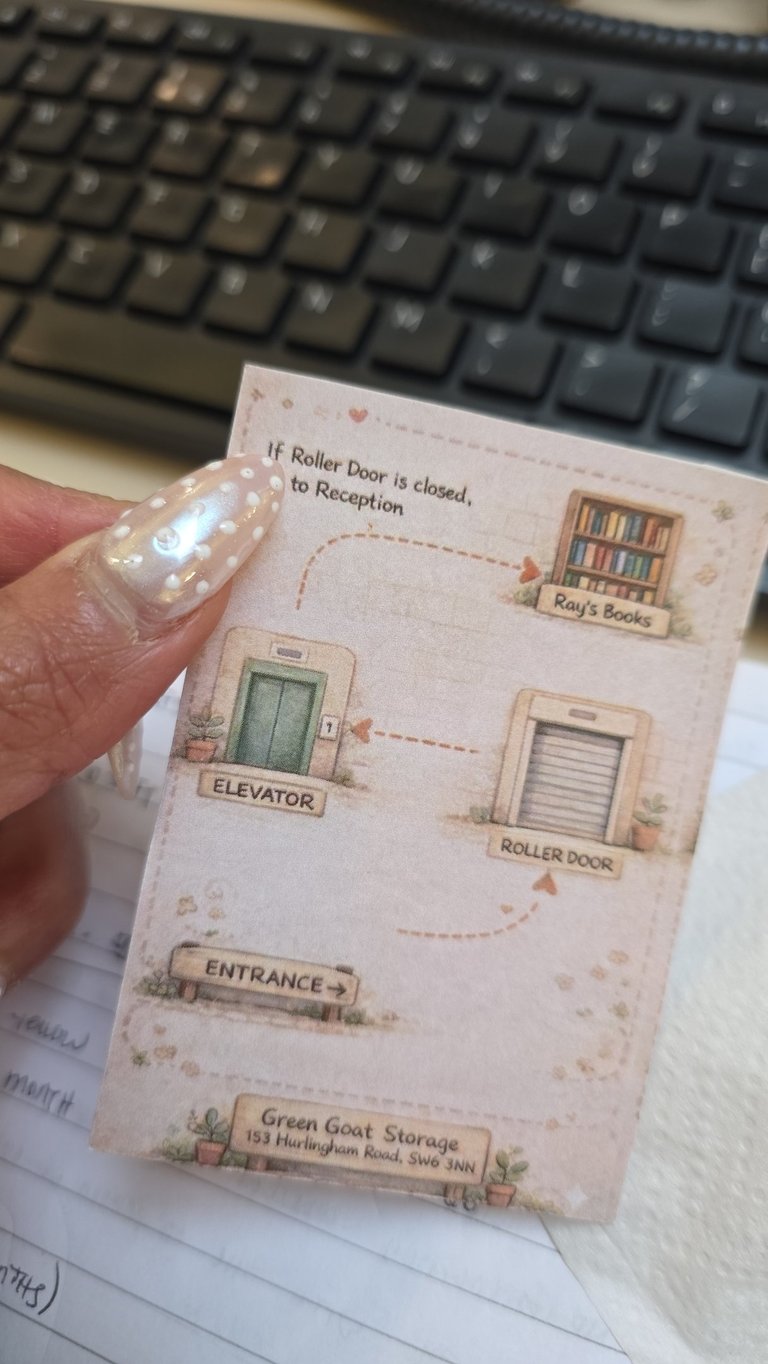 If Roller Door is closed,
to Reception
Ray's Books
ELEVATOR
ROLLER DOOR
ENTRANCE→
Green Goat Storage
153 Hurlingham Road, SW6 3NN
MONTH